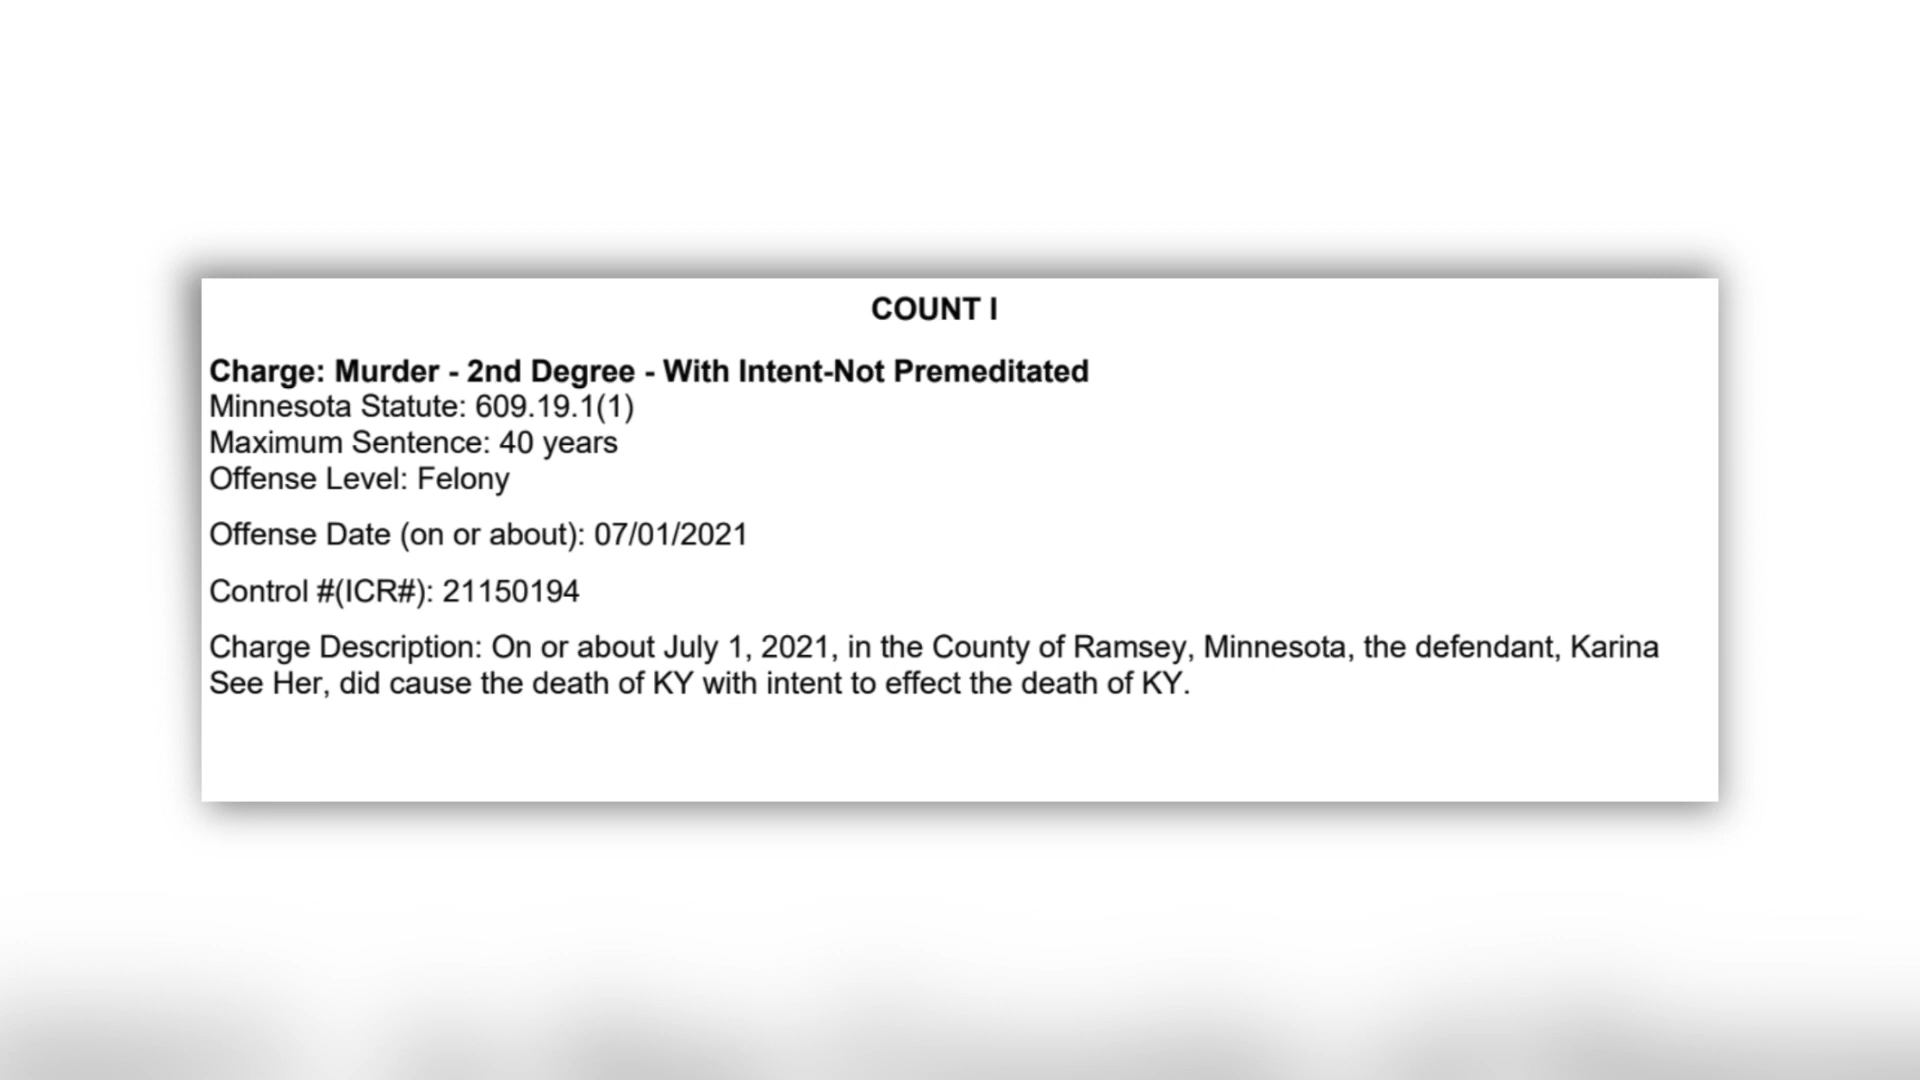 COUNT I
Charge: Murder - 2nd Degree - With Intent-Not Premeditated
Minnesota Statute: 609.19.1(1)
Maximum Sentence: 40 years
Offense Level: Felony
Offense Date (on or about): 07/01/2021
Control #(ICR#): 21150194
Charge Description: On or about July 1, 2021, in the County of Ramsey, Minnesota, the defendant, Karina
See Her, did cause the death of KY with intent to effect the death of KY.